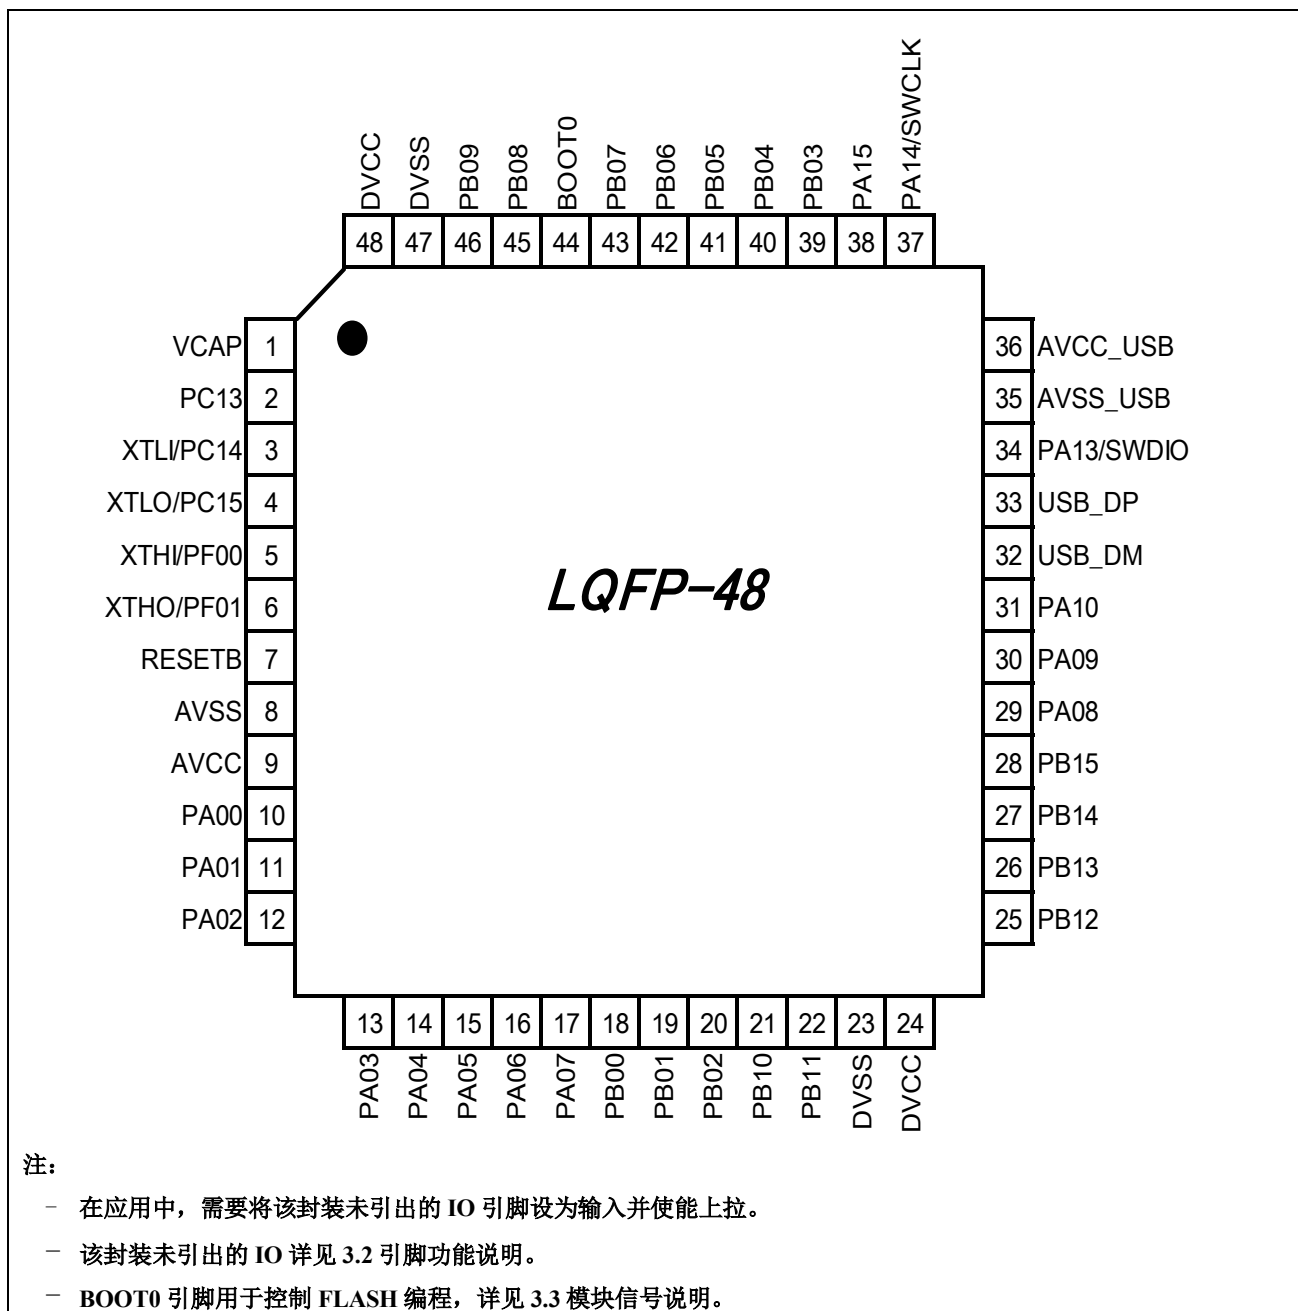 DVCC
DVSS
PB09
PB08
BOOT0
PB07
PB06
PB05
PB04
PB03
PA15
PA14/SWCLK
48 47 46 45 44 43 42 41 40 39 38 37
VCAP 1
PC13 2
XTLI/PC14 3
XTLO/PC15 4
XTHI/PF00 5
XTHO/PF01 6
RESETB 7
AVSS 8
AVCC 9
PA00 10
PA01 11
PA02 12
LQFP-48
36 AVCC_USB
35 AVSS_USB
34 PA13/SWDIO
33 USB_DP
32 USB_DM
31 PA10
30 PA09
29 PA08
28 PB15
27 PB14
26 PB13
25 PB12
13 14 15 16 17 18 19 20 21 22 23 24
PA03
PA04
PA05
PA06
PA07
PB00
PB01
PB02
PB10
PB11
DVSS
DVCC
注：
－ 在应用中，需要将该封装未引出的 IO 引脚设为输入并使能上拉。
－ 该封装未引出的 IO 详见 3.2 引脚功能说明。
－ BOOT0 引脚用于控制 FLASH 编程，详见 3.3 模块信号说明。